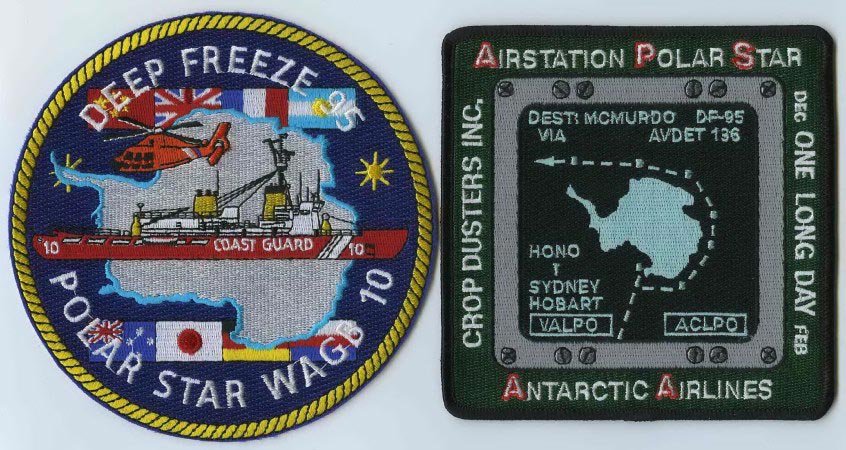 DEEP FREEZE 95
10 COAST GUARD 10
POLAR STAR WAGB 10
AIRSTATION POLAR STAR
CROP DUSTERS INC.
DEC ONE LONG DAY FEB
DEST: MCMURDO DF-95
VIA AVDET 136
HONO
T
SYDNEY
HOBART
VALPO ACLPO
ANTARCTIC AIRLINES